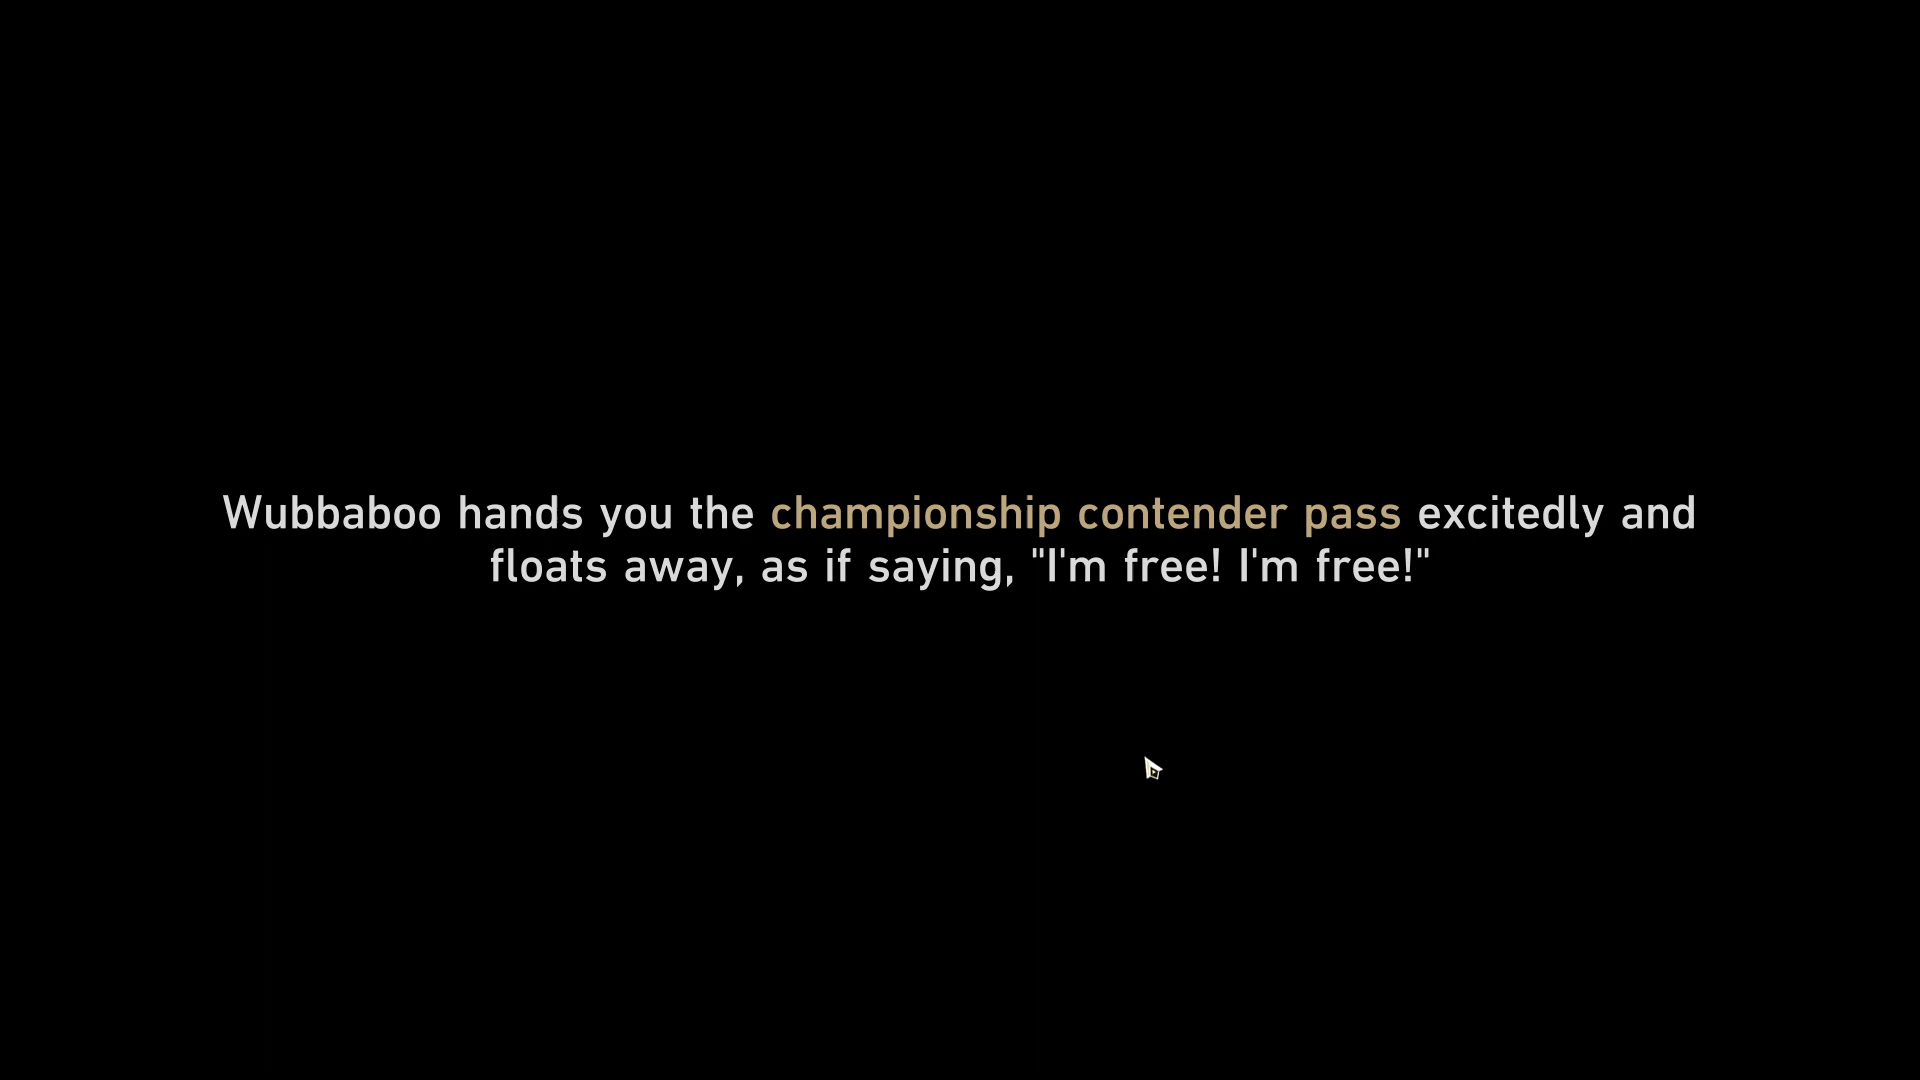 Wubbaboo hands you the championship contender pass excitedly and
floats away, as if saying, "I'm free! I'm free!"